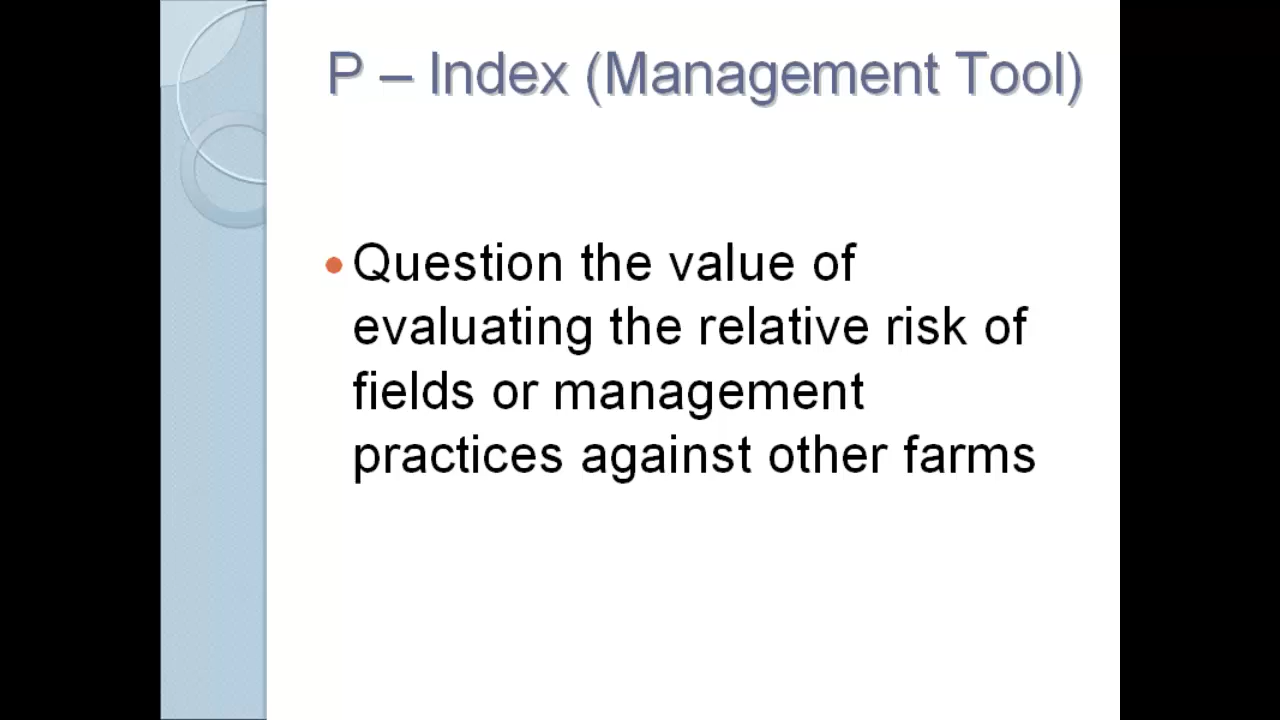 P – Index (Management Tool)
• Question the value of
evaluating the relative risk of
fields or management
practices against other farms